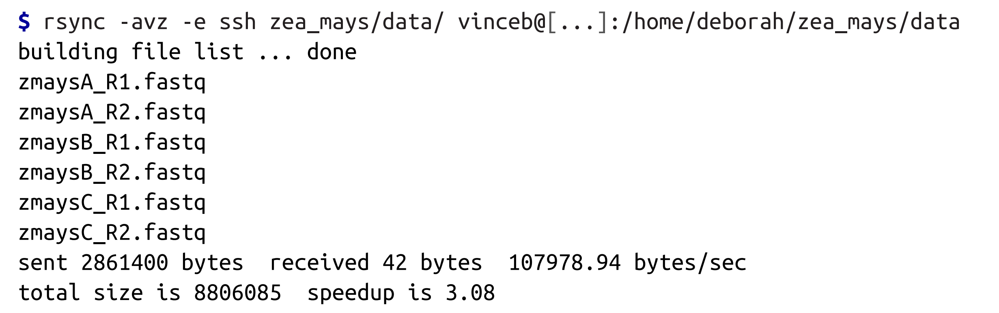 $ rsync -avz -e ssh zea_mays/data/ vinceb@[...]:/home/deborah/zea_mays/data
building file list ... done
zmaysA_R1.fastq
zmaysA_R2.fastq
zmaysB_R1.fastq
zmaysB_R2.fastq
zmaysC_R1.fastq
zmaysC_R2.fastq
sent 2861400 bytes  received 42 bytes  107978.94 bytes/sec
total size is 8806085  speedup is 3.08